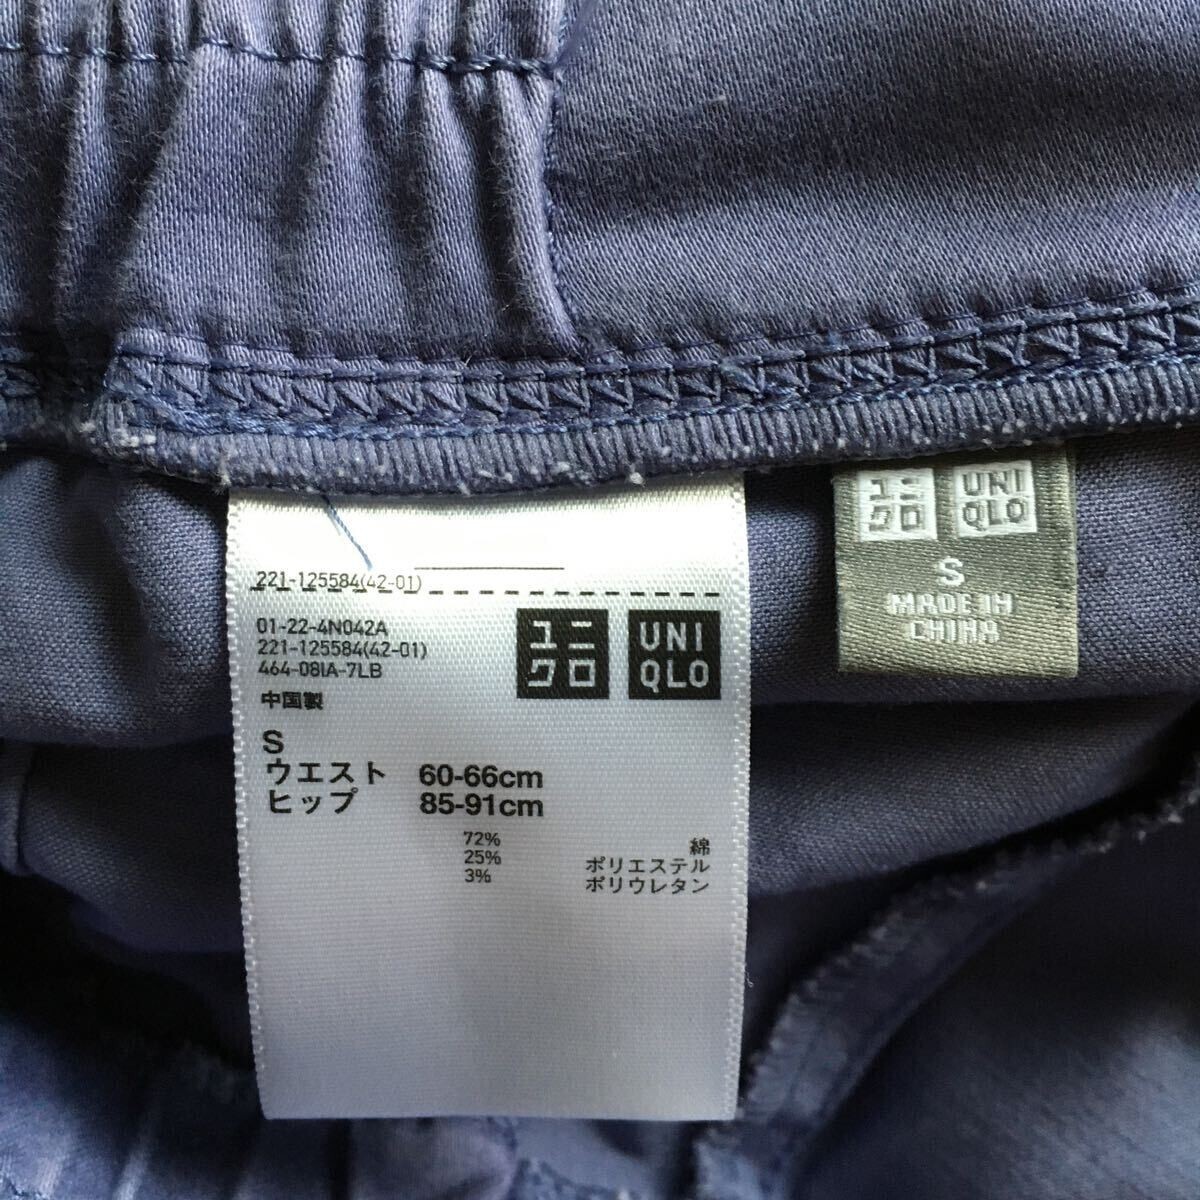 221-125584(42-01)
01-22-4N042A
221-125584(42-01)
464-08IA-7LB
中国製
ユニ
クロ
UNI
QLO
S
ウエスト 60-66cm
ヒップ 85-91cm
72% 綿
25% ポリエステル
3% ポリウレタン
ユニ
クロ
UNI
QLO
S
MADE IN
CHINA